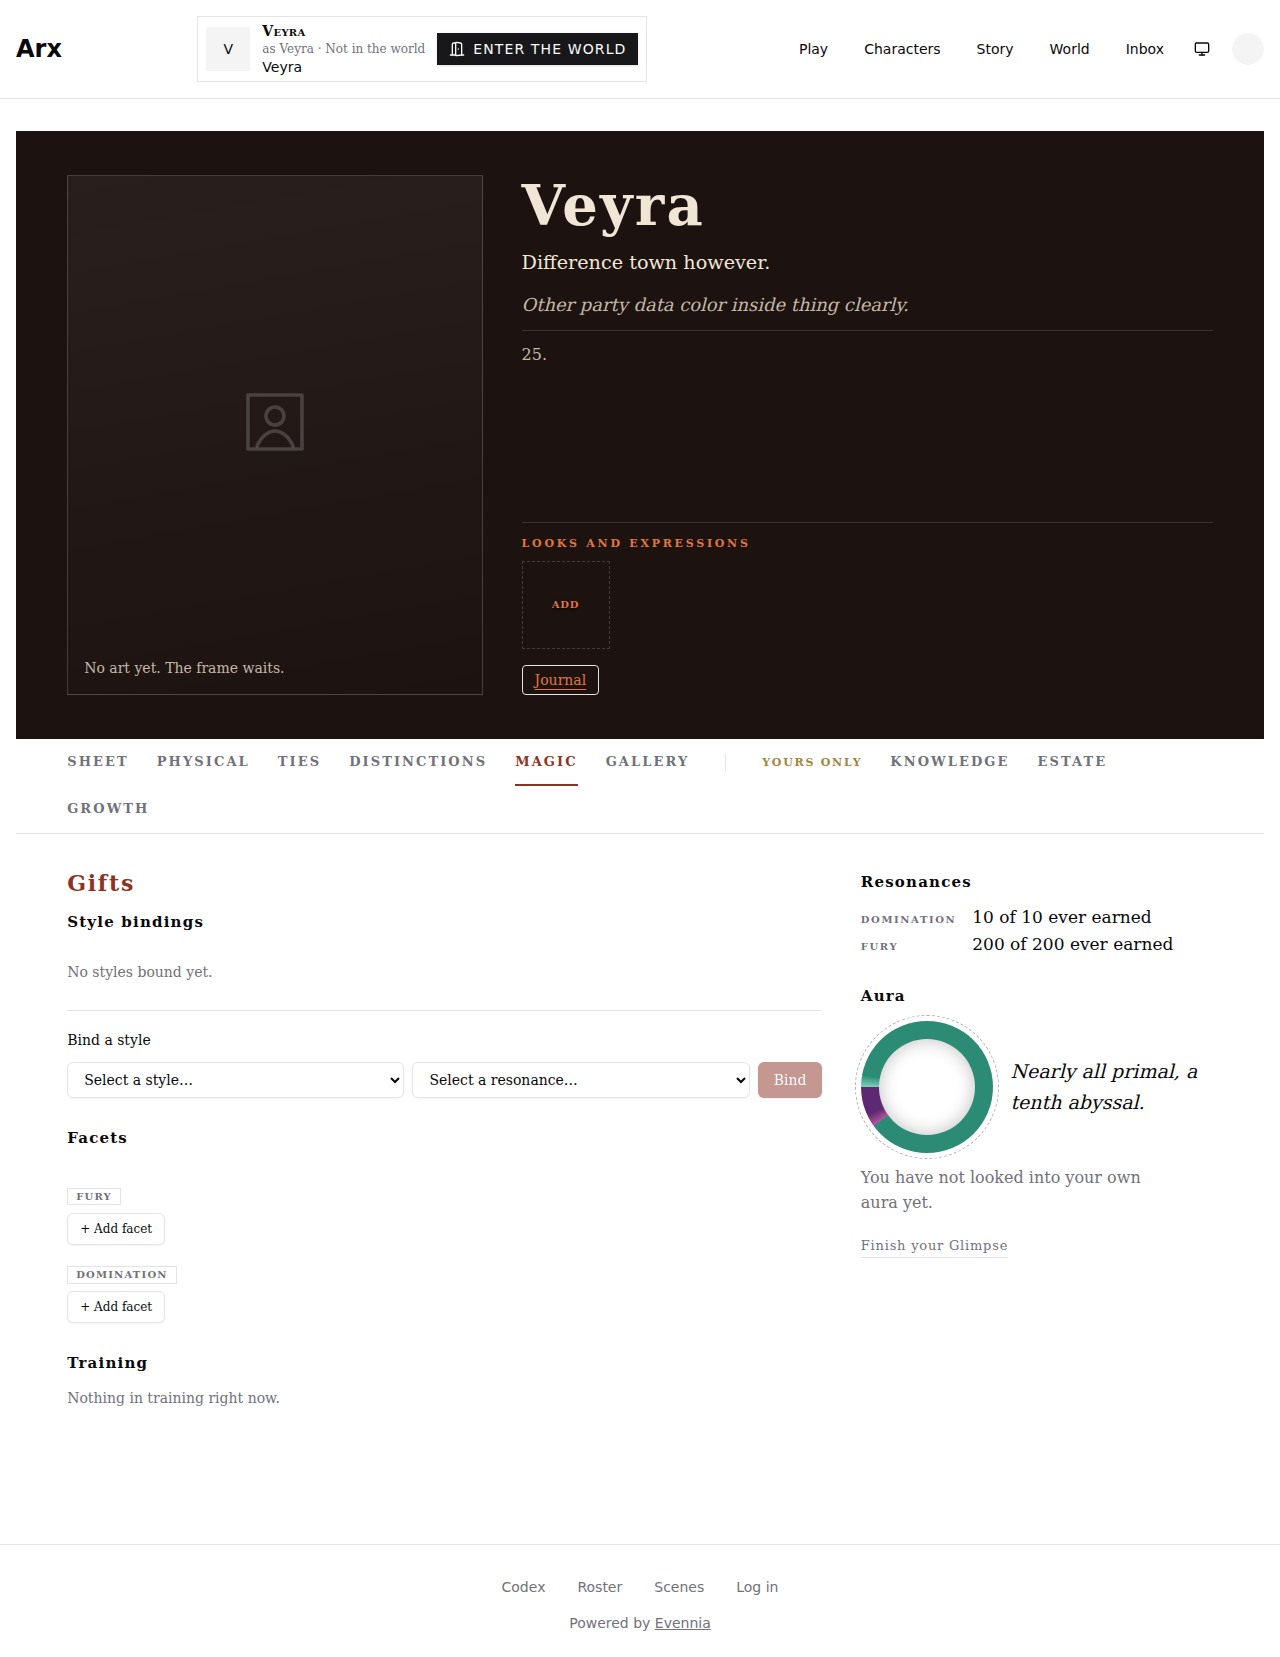 Arx
V
Veyra
as Veyra · Not in the world
Veyra
ENTER THE WORLD
Play
Characters
Story
World
Inbox
Veyra
Difference town however.
Other party data color inside thing clearly.
25.
LOOKS AND EXPRESSIONS
ADD
Journal
No art yet. The frame waits.
SHEET
PHYSICAL
TIES
DISTINCTIONS
MAGIC
GALLERY
YOURS ONLY
KNOWLEDGE
ESTATE
GROWTH
Gifts
Style bindings
No styles bound yet.
Bind a style
Select a style...
Select a resonance...
Bind
Facets
FURY
+ Add facet
DOMINATION
+ Add facet
Training
Nothing in training right now.
Resonances
DOMINATION 10 of 10 ever earned
FURY 200 of 200 ever earned
Aura
Nearly all primal, a
tenth abyssal.
You have not looked into your own
aura yet.
Finish your Glimpse
Codex
Roster
Scenes
Log in
Powered by Evennia